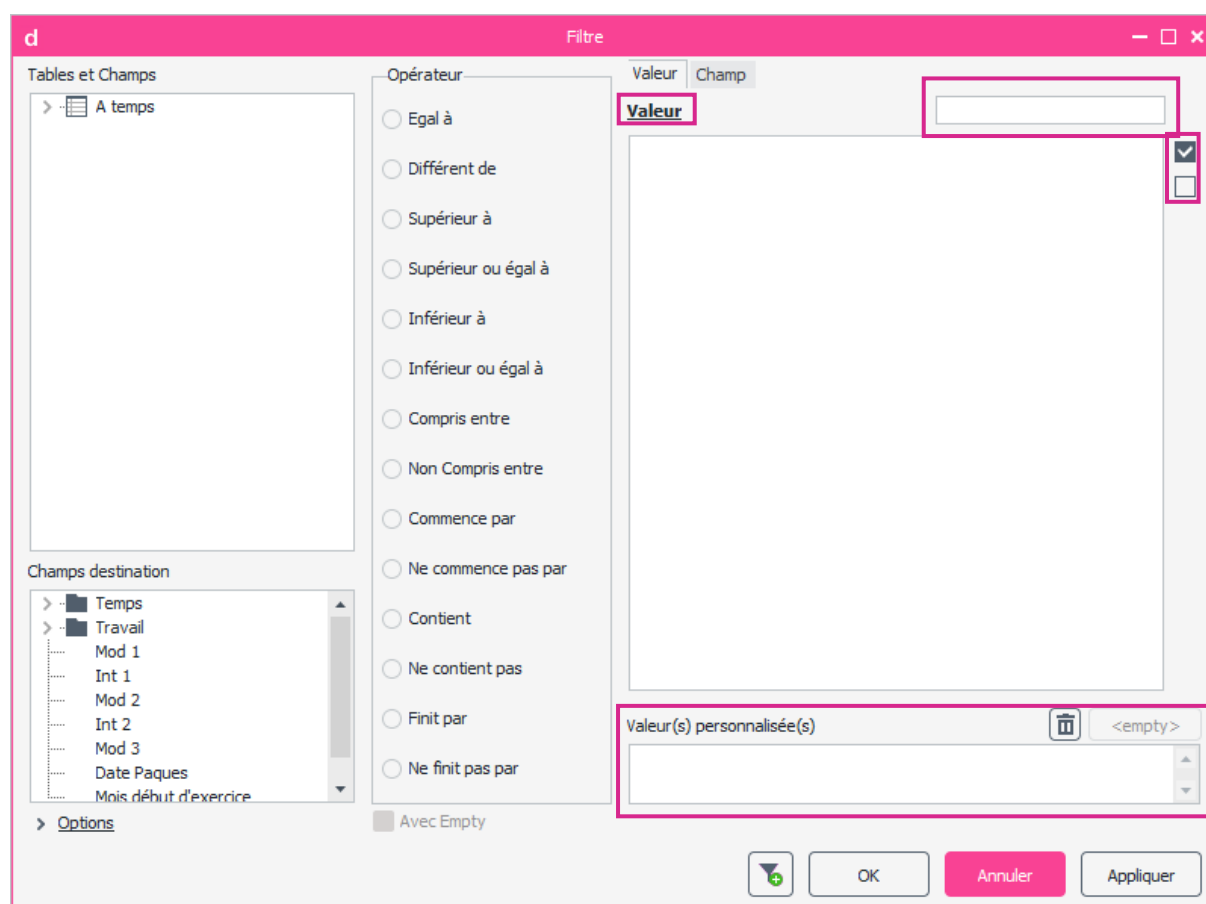 d
Filtre
Tables et Champs
A temps
Champs destination
Temps
Travail
Mod 1
Int 1
Mod 2
Int 2
Mod 3
Date Paques
Mois début d'exercice
Options
Opérateur
Egal à
Différent de
Supérieur à
Supérieur ou égal à
Inférieur à
Inférieur ou égal à
Compris entre
Non Compris entre
Commence par
Ne commence pas par
Contient
Ne contient pas
Finit par
Ne finit pas par
Avec Empty
Valeur Champ
Valeur
Valeur(s) personnalisée(s)
<empty>
OK
Annuler
Appliquer